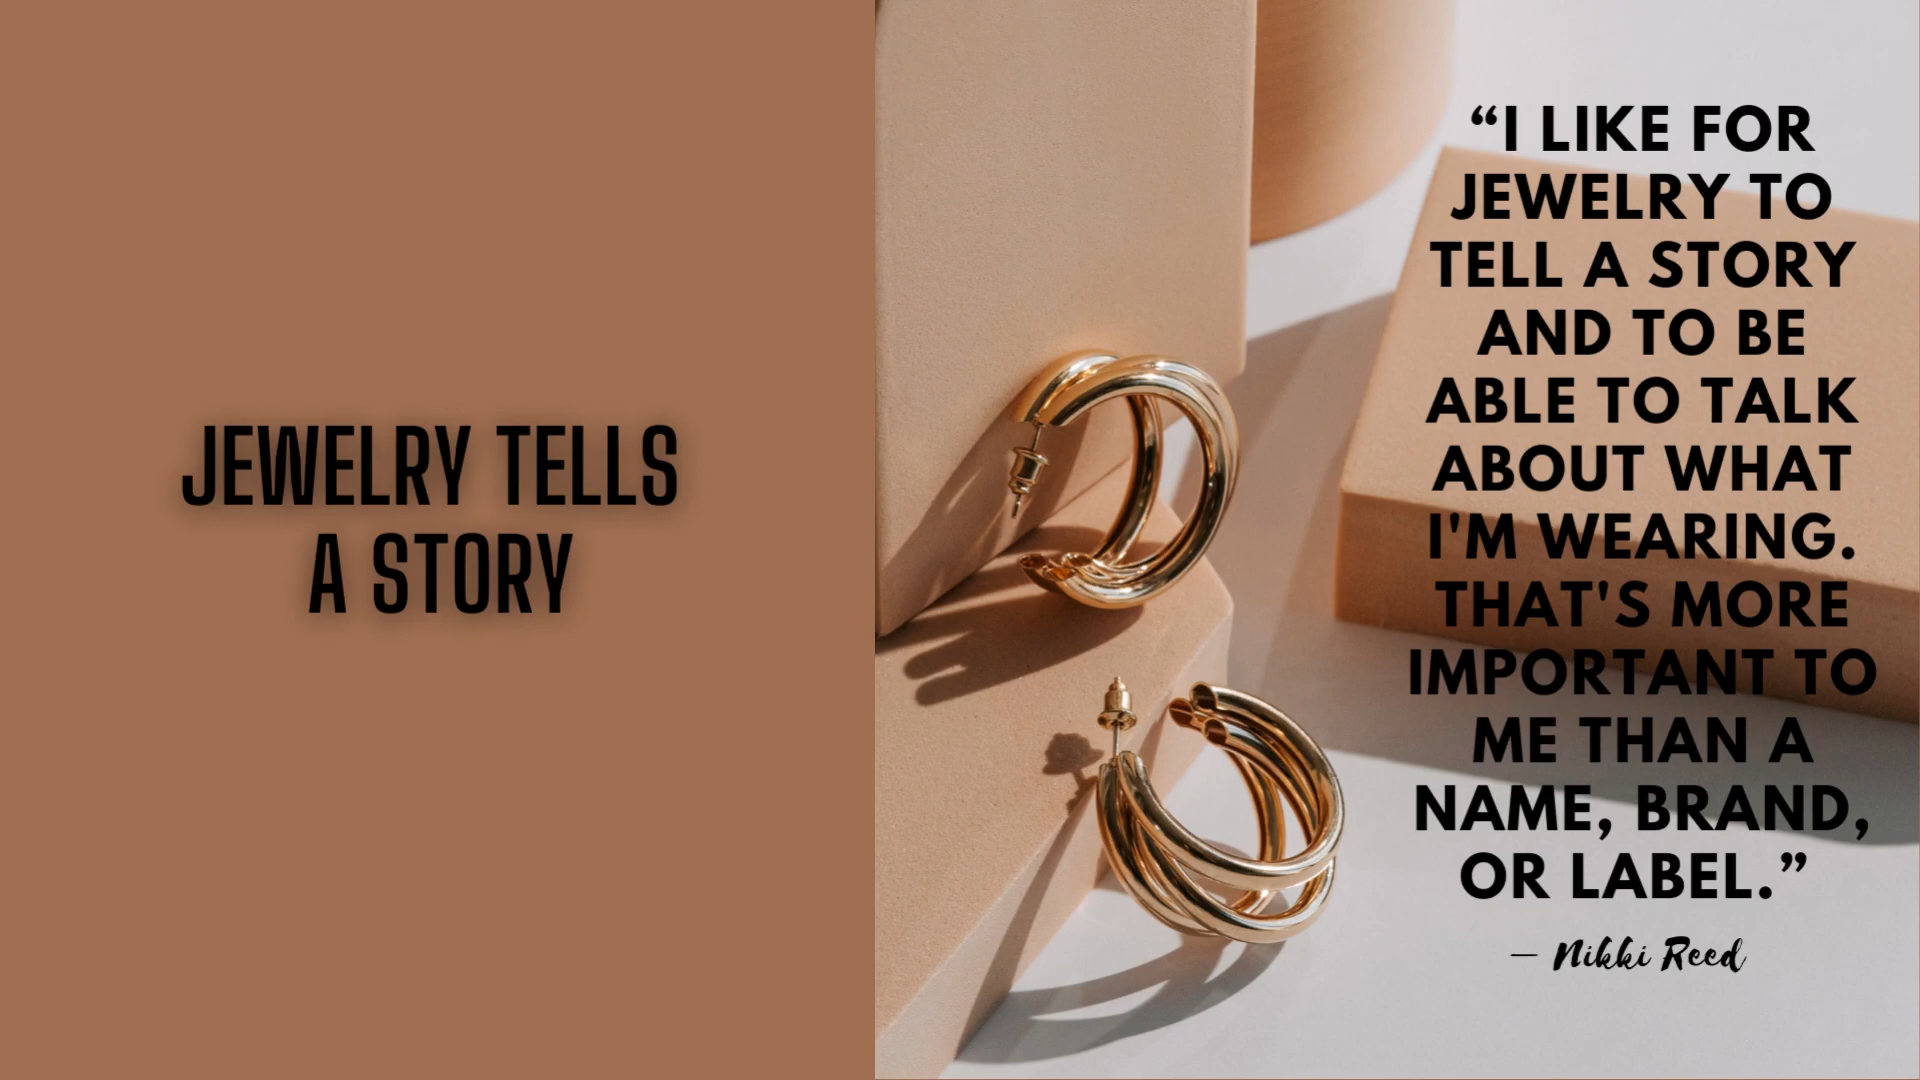 JEWELRY TELLS
A STORY
“I LIKE FOR
JEWELRY TO
TELL A STORY
AND TO BE
ABLE TO TALK
ABOUT WHAT
I'M WEARING.
THAT'S MORE
IMPORTANT TO
ME THAN A
NAME, BRAND,
OR LABEL.”
— Nikki Reed